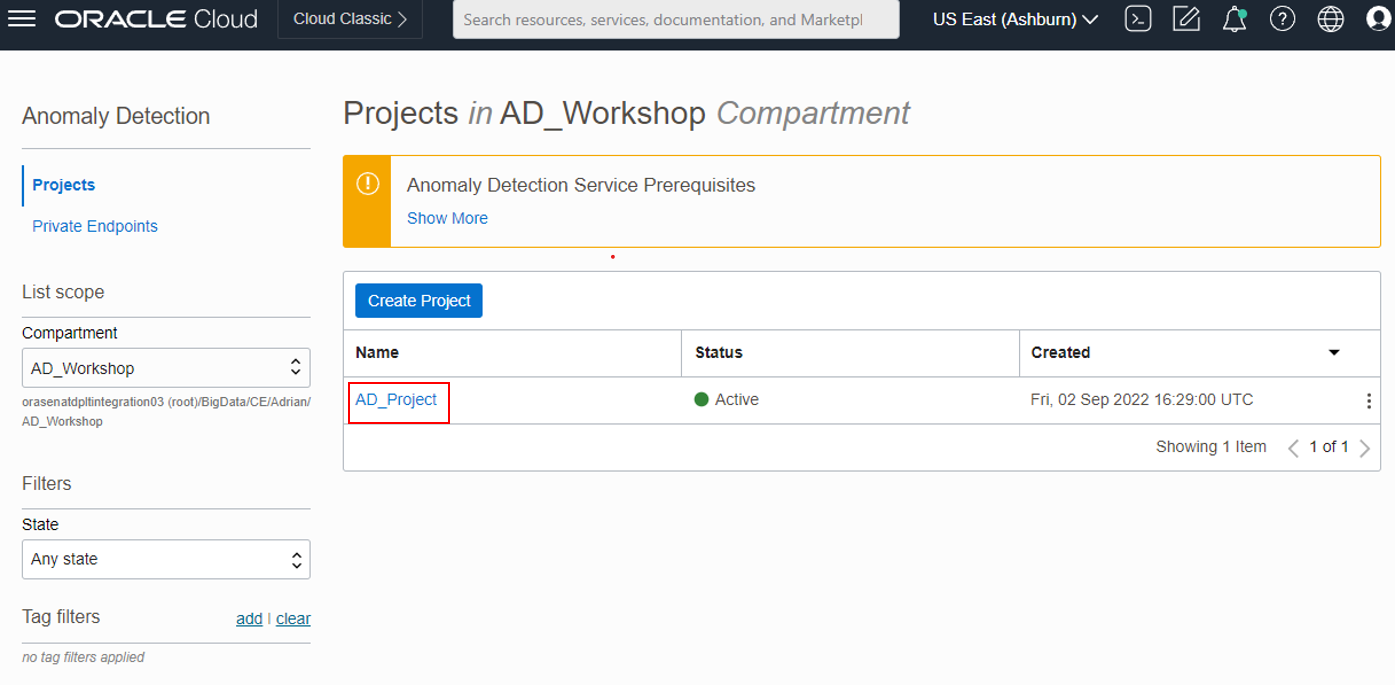 ORACLE Cloud
Cloud Classic
Search resources, services, documentation, and Marketpl
US East (Ashburn)
Anomaly Detection
Projects
Private Endpoints
List scope
Compartment
AD_Workshop
orasenatdpltintegration03 (root)/BigData/CE/Adrian/
AD_Workshop
Filters
State
Any state
Tag filters
add | clear
no tag filters applied
Projects in AD_Workshop Compartment
Anomaly Detection Service Prerequisites
Show More
Create Project
Name Status Created
AD_Project Active Fri, 02 Sep 2022 16:29:00 UTC
Showing 1 Item 1 of 1